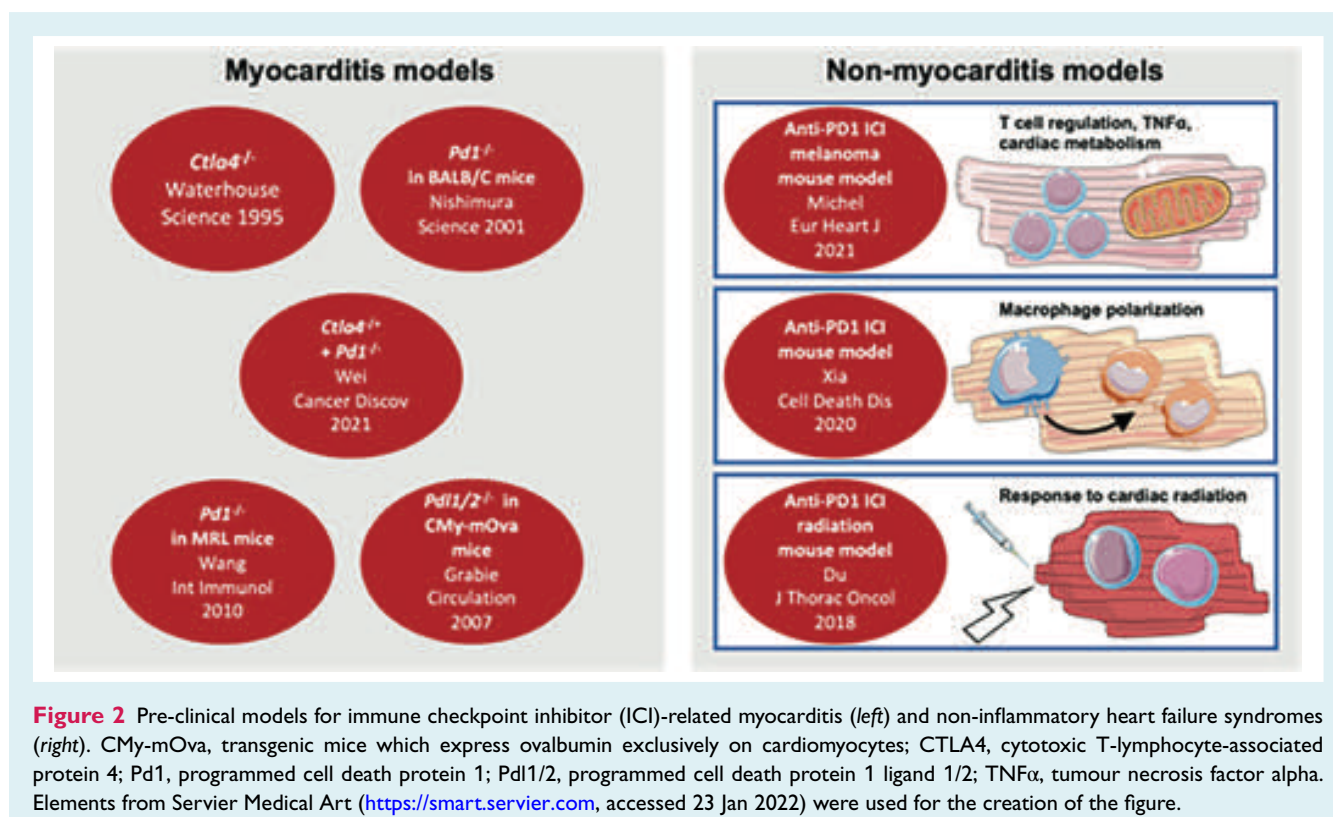 Myocarditis models
Ctlo4-/-
Waterhouse
Science 1995
Pd1-/-
in BALB/C mice
Nishimura
Science 2001
Ctlo4-/+
+ Pd1-/-
Wei
Cancer Discov
2021
Pd1-/-
in MRL mice
Wang
Int Immunol
2010
Pdl1/2-/- in
CMy-mOva
mice
Grabie
Circulation
2007
Non-myocarditis models
Anti-PD1 ICI
melanoma
mouse model
Michel
Eur Heart J
2021
T cell regulation, TNFα,
cardiac metabolism
Anti-PD1 ICI
mouse model
Xia
Cell Death Dis
2020
Macrophage polarization
Anti-PD1 ICI
radiation
mouse model
Du
J Thorac Oncol
2018
Response to cardiac radiation
Figure 2 Pre-clinical models for immune checkpoint inhibitor (ICI)-related myocarditis (left) and non-inflammatory heart failure syndromes
(right). CMy-mOva, transgenic mice which express ovalbumin exclusively on cardiomyocytes; CTLA4, cytotoxic T-lymphocyte-associated
protein 4; Pd1, programmed cell death protein 1; Pdl1/2, programmed cell death protein 1 ligand 1/2; TNFα, tumour necrosis factor alpha.
Elements from Servier Medical Art (https://smart.servier.com, accessed 23 Jan 2022) were used for the creation of the figure.